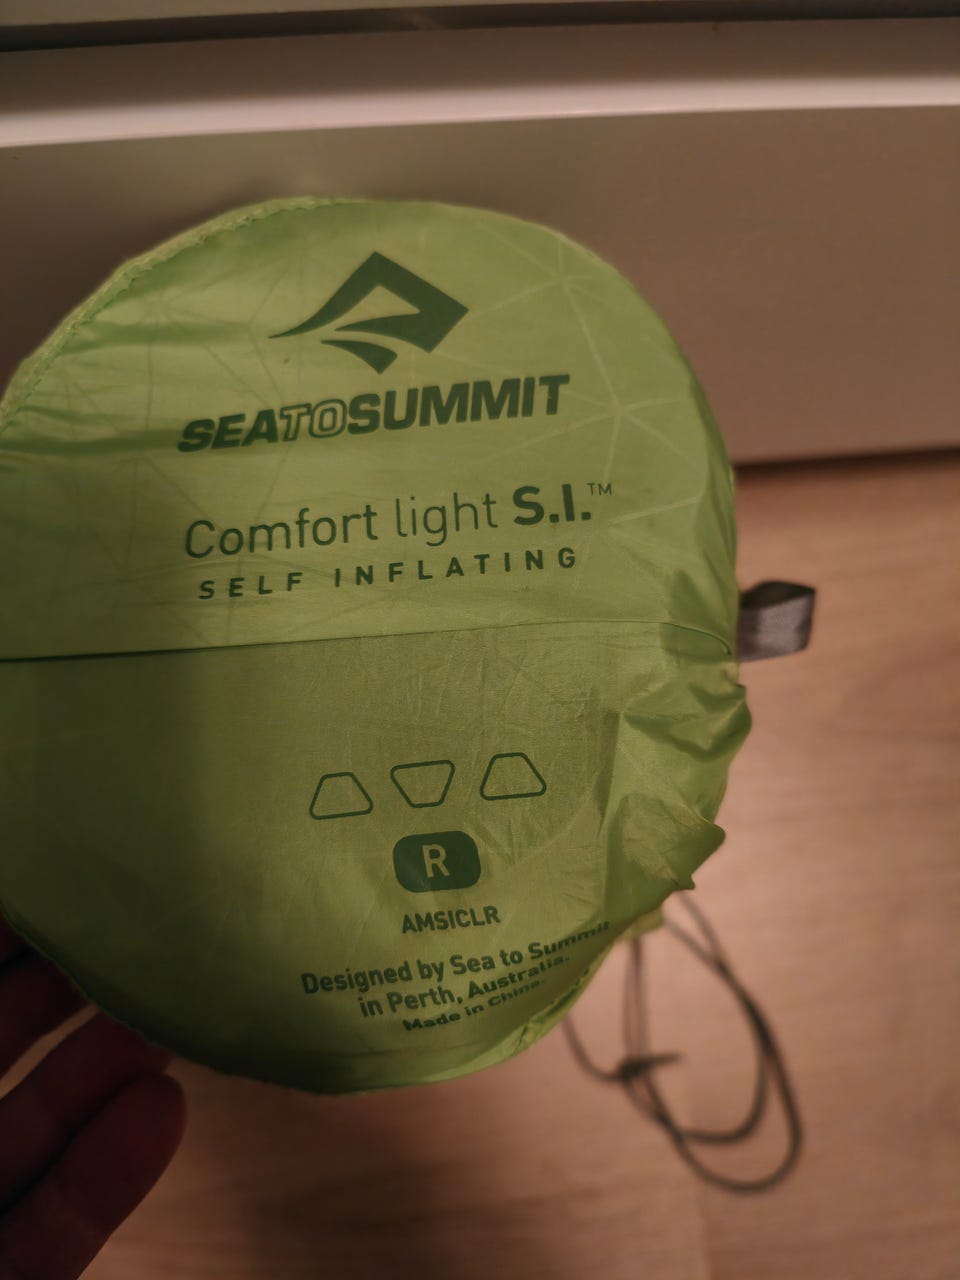 SEATOSUMMIT
Comfort light S.I.™
SELF INFLATING
R
AMSICLR
Designed by Sea to Summit
in Perth, Australia.
Made in China.